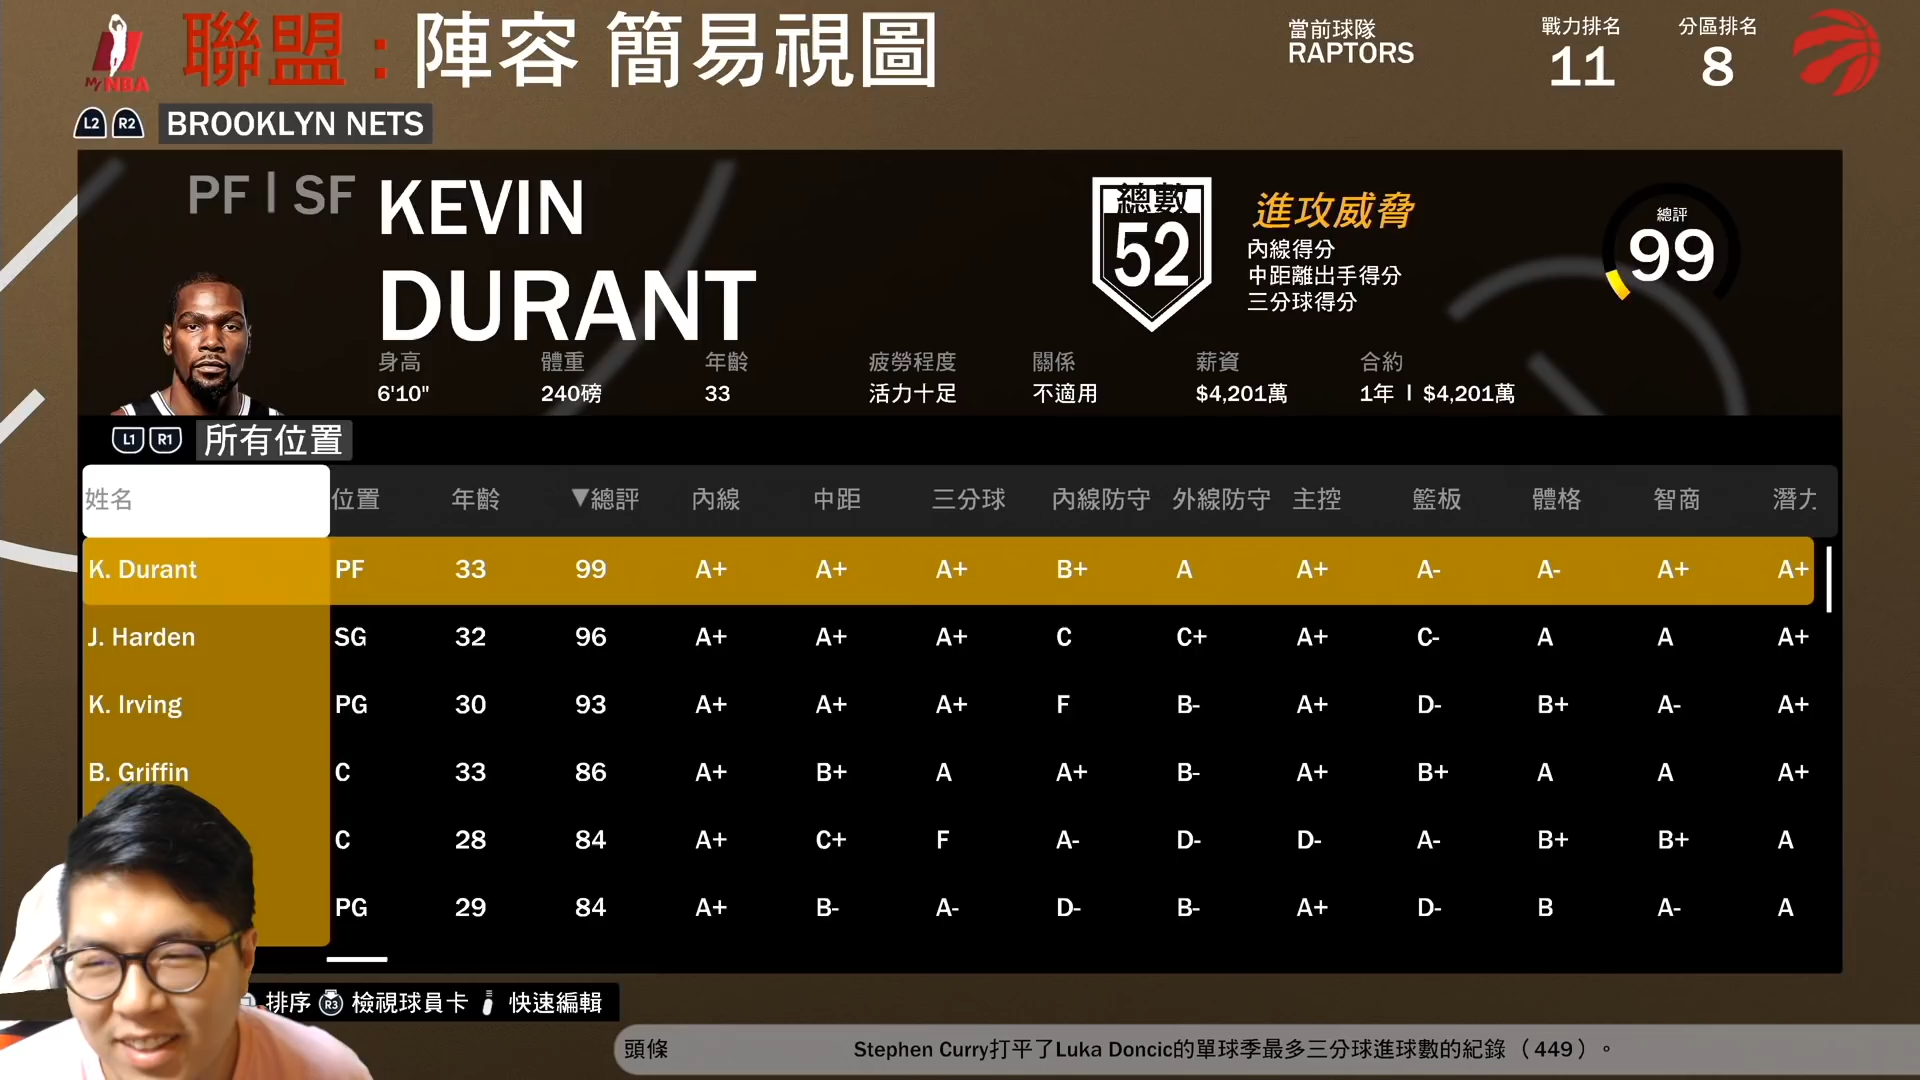 My NBA
聯盟 : 陣容 簡易視圖
當前球隊
RAPTORS
戰力排名
11
分區排名
8
L2 R2 BROOKLYN NETS
PF | SF
KEVIN
DURANT
總數
52
進攻威脅
內線得分
中距離出手得分
三分球得分
總評
99
身高 體重 年齡 疲勞程度 關係 薪資 合約
6'10" 240磅 33 活力十足 不適用 $4,201萬 1年 | $4,201萬
L1 R1 所有位置
姓名 位置 年齡 ▼總評 內線 中距 三分球 內線防守 外線防守 主控 籃板 體格 智商 潛力
K. Durant PF 33 99 A+ A+ A+ B+ A A+ A- A- A+ A+
J. Harden SG 32 96 A+ A+ A+ C C+ A+ C- A A A+
K. Irving PG 30 93 A+ A+ A+ F B- A+ D- B+ A- A+
B. Griffin C 33 86 A+ B+ A A+ B- A+ B+ A A A+
C 28 84 A+ C+ F A- D- D- A- B+ B+ A
PG 29 84 A+ B- A- D- B- A+ D- B A- A
排序 R3 檢視球員卡 快速編輯
頭條 Stephen Curry打平了Luka Doncic的單球季最多三分球進球數的紀錄（449）。